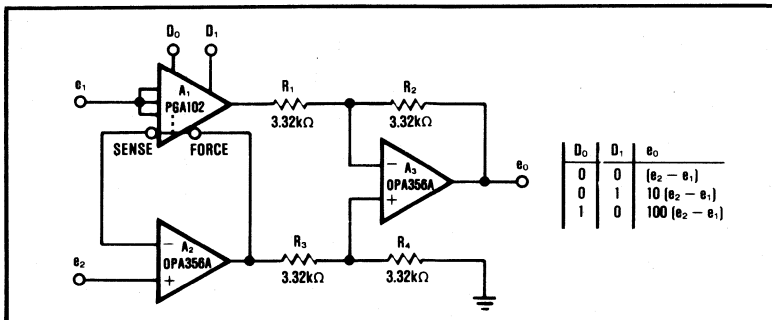 D₀ D₁
e₁
A₁
PGA102
R₁
3.32kΩ
R₂
3.32kΩ
SENSE FORCE
A₃
OPA356A
- +
e₀
D₀ D₁ e₀
0 0 (e₂ − e₁)
0 1 10 (e₂ − e₁)
1 0 100 (e₂ − e₁)
e₂
A₂
OPA356A
- +
R₃
3.32kΩ
R₄
3.32kΩ